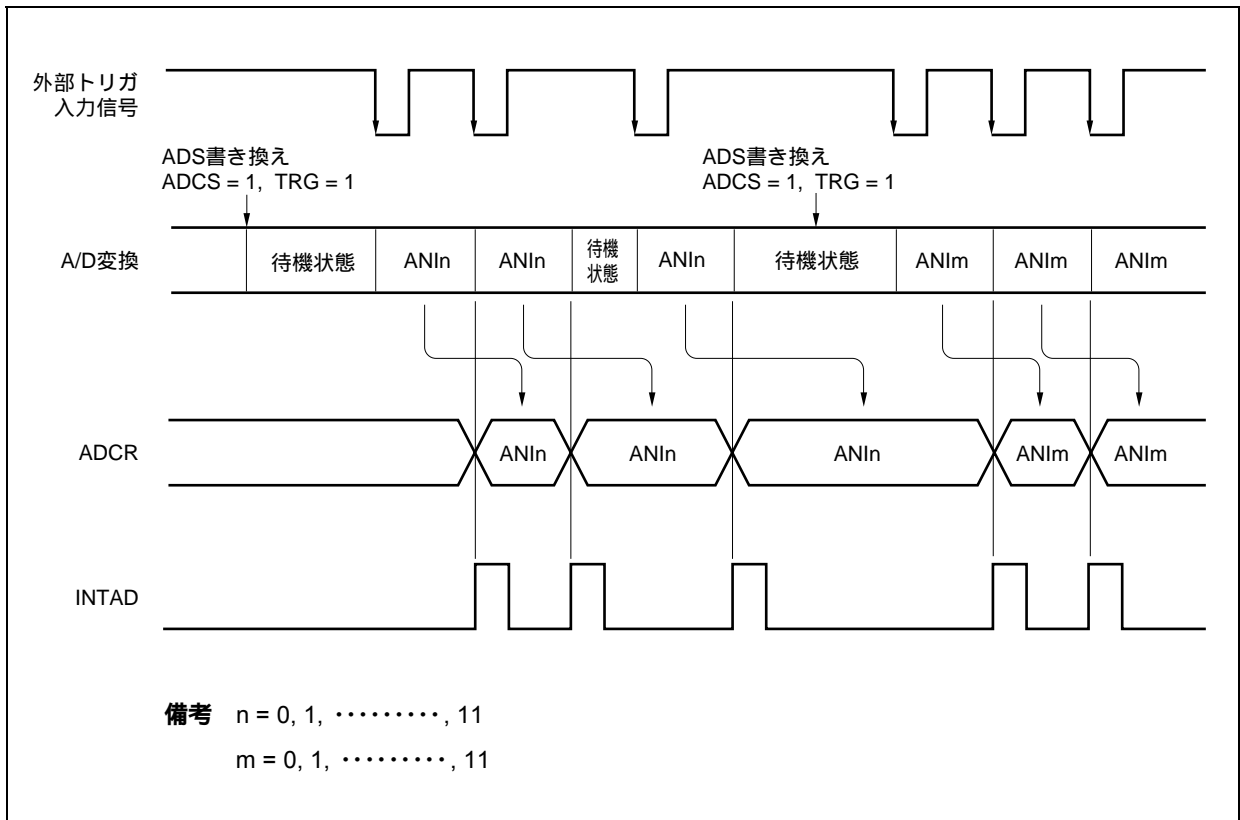 外部トリガ
入力信号
ADS書き換え
ADCS = 1, TRG = 1
ADS書き換え
ADCS = 1, TRG = 1
A/D変換
待機状態
ANIn
ANIn
待機
状態
ANIn
待機状態
ANIm
ANIm
ANIm
ADCR
ANIn
ANIn
ANIn
ANIm
ANIm
INTAD
備考 n = 0, 1, ・・・・・・・・・, 11
m = 0, 1, ・・・・・・・・・, 11